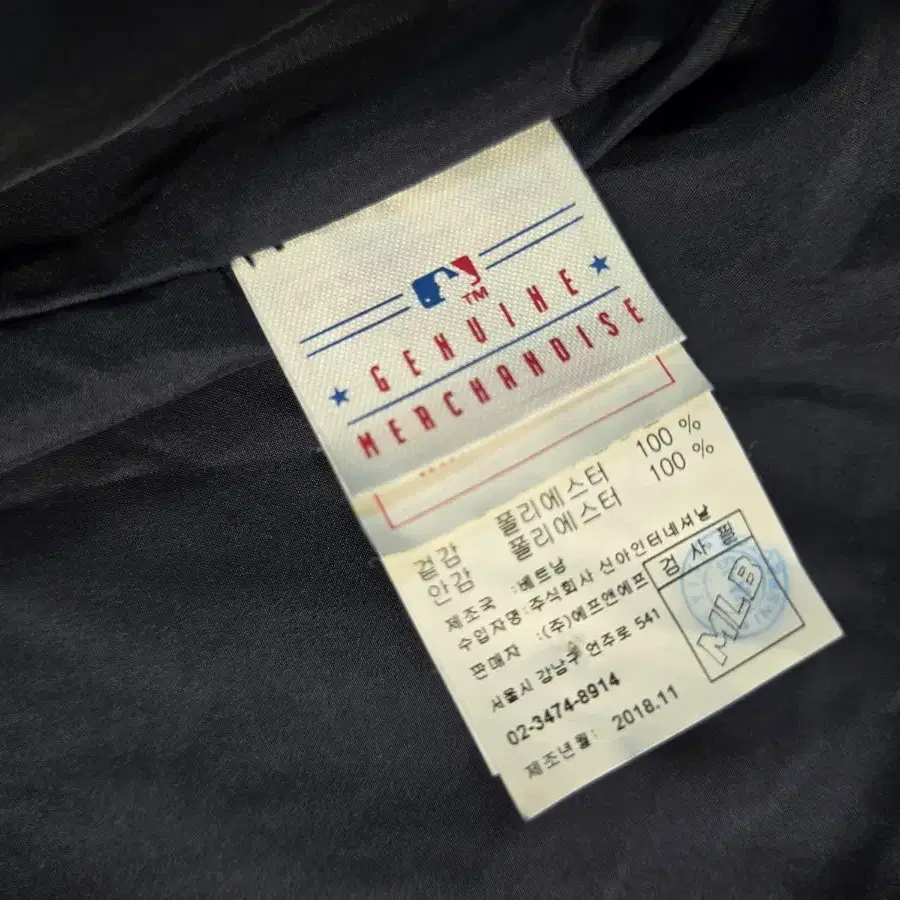 TM
GENUINE
MERCHANDISE
겉감 폴리에스터 100 %
안감 폴리에스터 100 %
제조국 :베트남
수입자명:주식회사 신아인터네셔날
판매자 :(주)에프앤에프
서울시 강남구 언주로 541
02-3474-8914
제조년월: 2018.11
검사필
MLB